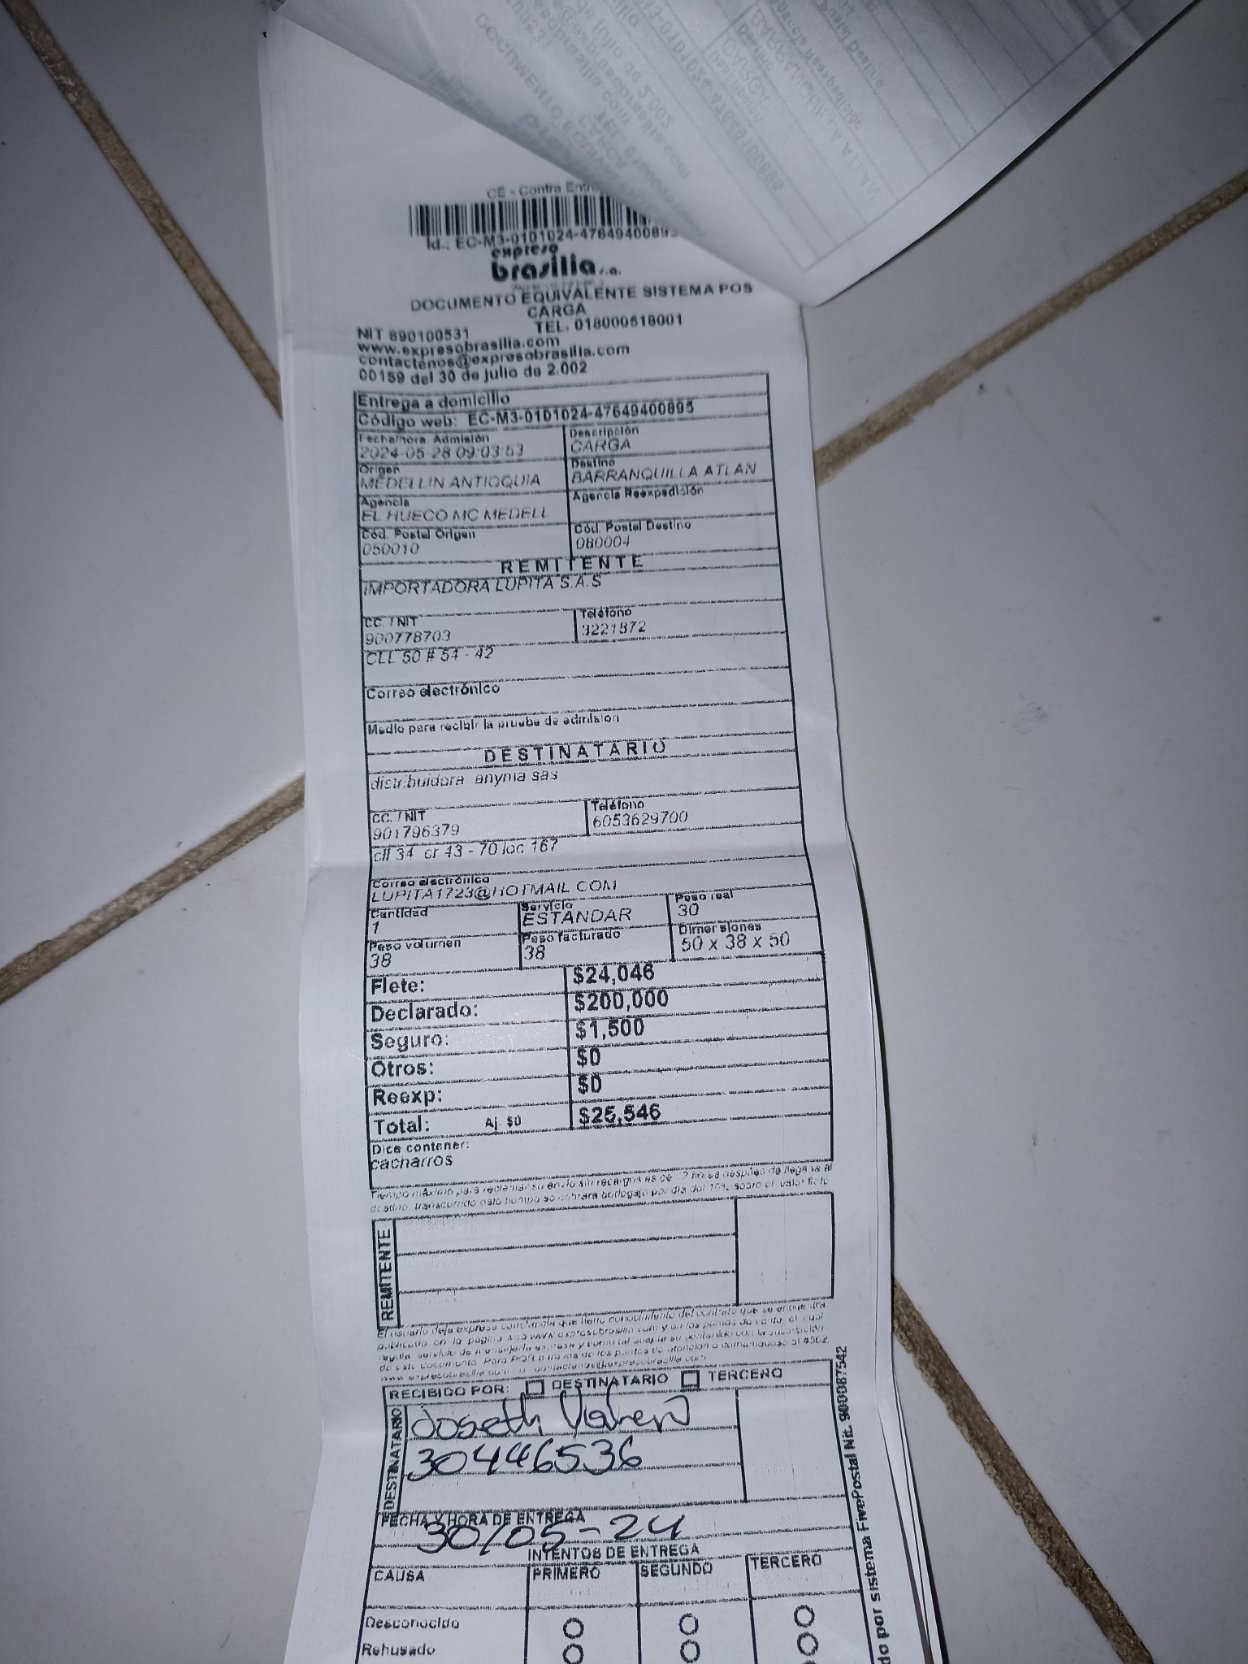 CE - Contra
Id.: EC-M3-0101024-4764940089
expreso
brasilia s.a.
DOCUMENTO EQUIVALENTE SISTEMA POS
CARGA
NIT 890100531 TEL. 018000518001
www.expresobrasilia.com
contactenos@expresobrasilia.com
00159 del 30 de julio de 2.002
Entrega a domicilio
Código web: EC-M3-0101024-47649400895
Fecha/hora Admisión Descripción
2024-05-28 09:03:53 CARGA
Origen Destino
MEDELLIN ANTIOQUIA BARRANQUILLA ATLAN
Agencia Agencia Reexpedición
EL HUECO MC MEDELL
Cód. Postal Origen Cód. Postal Destino
050010 080004
REMITENTE
IMPORTADORA LUPITA S.A.S
CC. / NIT Teléfono
900778703 3221872
CLL 50 # 54 - 42
Correo electrónico
Medio para recibir la prueba de admision
DESTINATARIO
distribuidora anynia sas
CC. / NIT Teléfono
901796379 6053629700
cll 34 cr 43 - 70 loc 167
Correo electrónico
LUPITA1723@HOTMAIL COM
Cantidad Servicio Peso real
1 ESTANDAR 30
Peso volumen Peso facturado Dimensiones
38 38 50 x 38 x 50
Flete: $24,046
Declarado: $200,000
Seguro: $1,500
Otros: $0
Reexp: $0
Total: Aj. $0 $25,546
Dice contener:
cacharros
REMITENTE
RECIBIDO POR: DESTINATARIO TERCERO
DESTINATARIO
Joseth
30446536
FECHA Y HORA DE ENTREGA
30/05-24
INTENTOS DE ENTREGA
CAUSA PRIMERO SEGUNDO TERCERO
Desconocido
Rehusado
do por sistema FivePostal Nit. 900087542